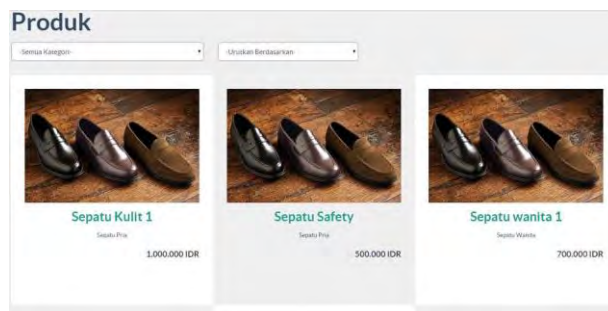 Produk
-Semua Kategori-
-Uruskan Berdasarkan-
Sepatu Kulit 1
Sepatu Pria
1.000.000 IDR
Sepatu Safety
Sepatu Pria
500.000 IDR
Sepatu wanita 1
Sepatu Wanita
700.000 IDR